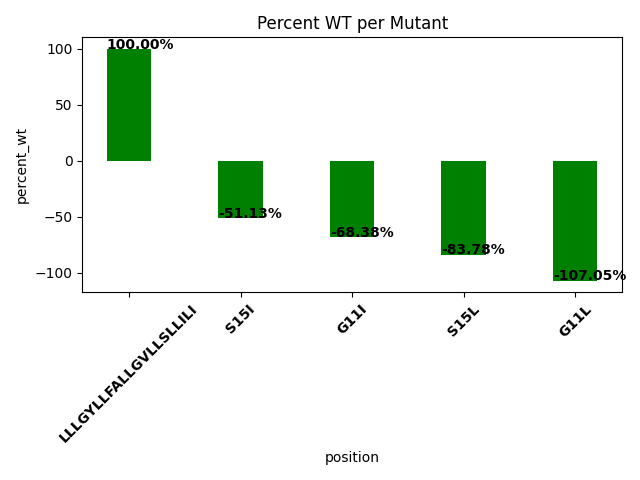 Percent WT per Mutant
percent_wt
100
50
0
−50
−100
100.00%
-51.13%
-68.38%
-83.78%
-107.05%
LLLGYLLFALLGVLLSLLILI
S15I
G11I
S15L
G11L
position